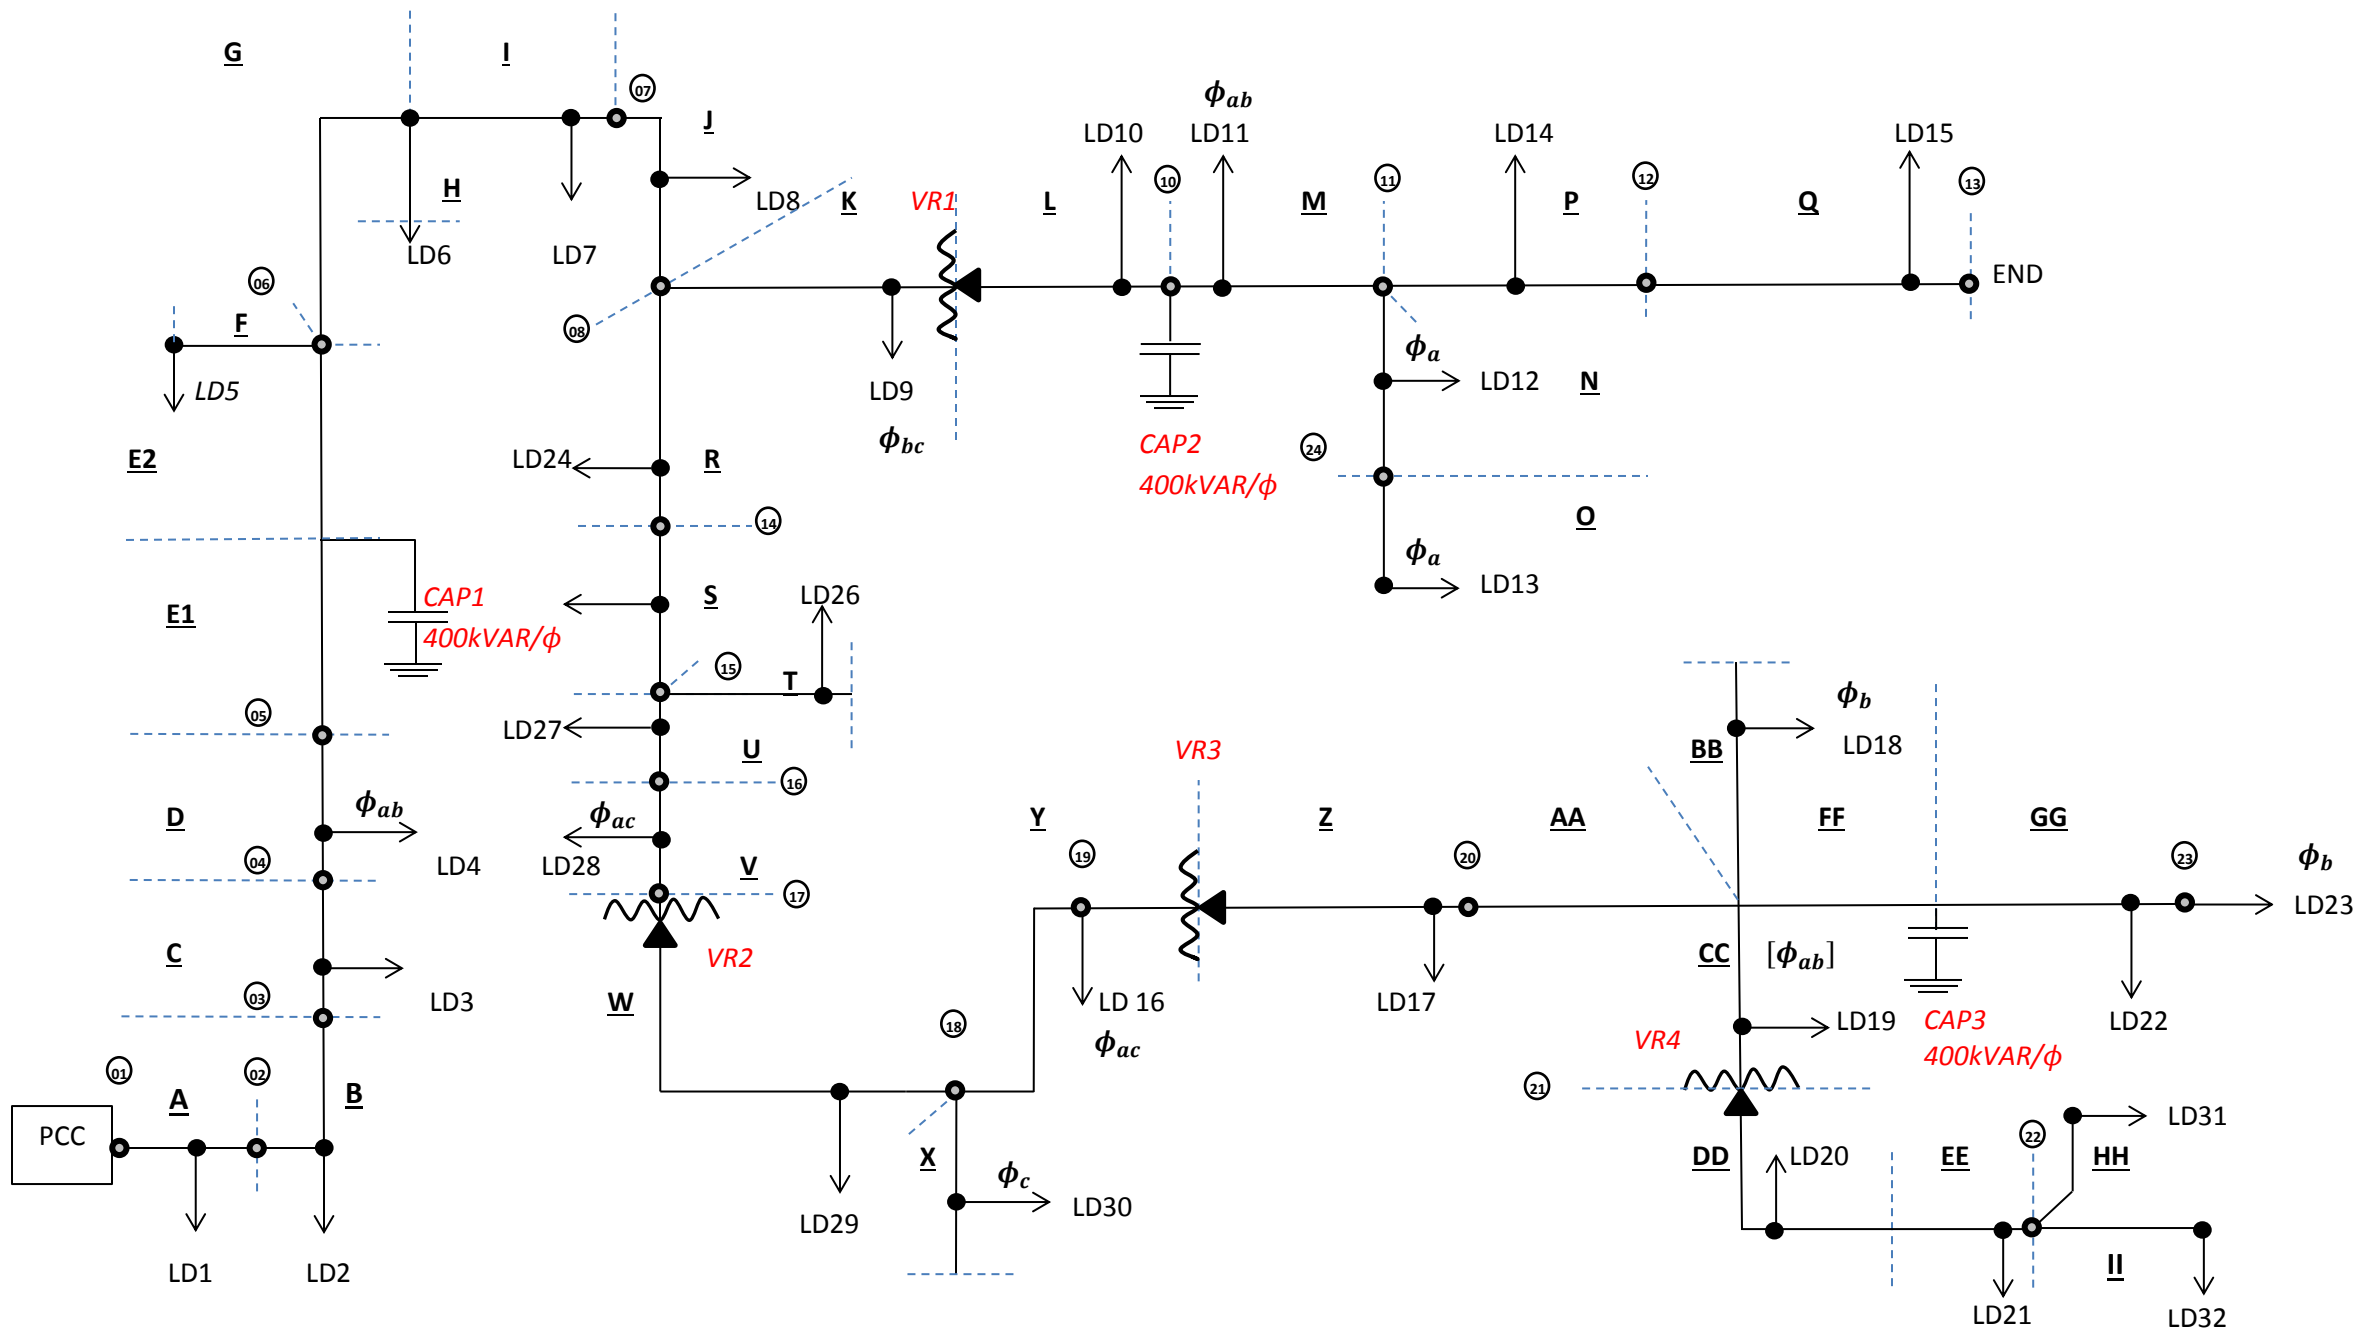 G
I
07
J
ϕab
LD10
LD11
LD14
LD15
H
LD8
K
VR1
L
10
M
11
P
12
Q
13
LD6
LD7
END
06
F
08
LD5
LD9
ϕbc
ϕa
LD12
N
E2
LD24
R
CAP2
400kVAR/ϕ
24
14
O
CAP1
400kVAR/ϕ
E1
S
LD26
ϕa
LD13
15
T
05
LD27
U
VR3
ϕb
BB
LD18
16
D
ϕab
ϕac
Y
Z
AA
FF
GG
04
LD4
LD28
V
19
20
23
ϕb
17
LD23
C
VR2
CC
[ϕab]
03
LD3
W
LD 16
ϕac
LD17
LD19
CAP3
400kVAR/ϕ
LD22
18
VR4
01
02
A
B
21
PCC
LD31
22
X
ϕc
LD30
DD
LD20
EE
HH
LD29
LD1
LD2
II
LD21
LD32